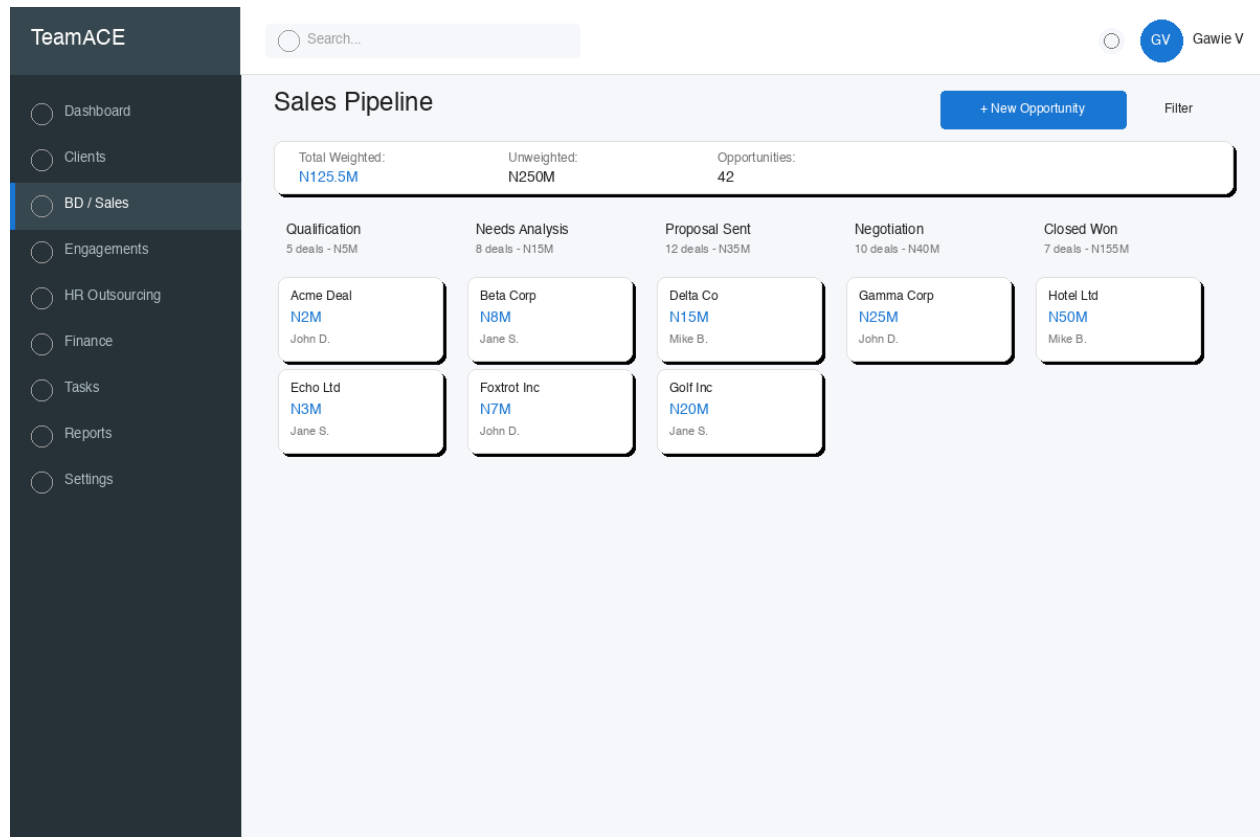 TeamACE
Search...
GV
Gawie V
Dashboard
Clients
BD / Sales
Engagements
HR Outsourcing
Finance
Tasks
Reports
Settings
Sales Pipeline
+ New Opportunity
Filter
Total Weighted:
N125.5M
Unweighted:
N250M
Opportunities:
42
Qualification
5 deals - N5M
Acme Deal
N2M
John D.
Echo Ltd
N3M
Jane S.
Needs Analysis
8 deals - N15M
Beta Corp
N8M
Jane S.
Foxtrot Inc
N7M
John D.
Proposal Sent
12 deals - N35M
Delta Co
N15M
Mike B.
Golf Inc
N20M
Jane S.
Negotiation
10 deals - N40M
Gamma Corp
N25M
John D.
Closed Won
7 deals - N155M
Hotel Ltd
N50M
Mike B.